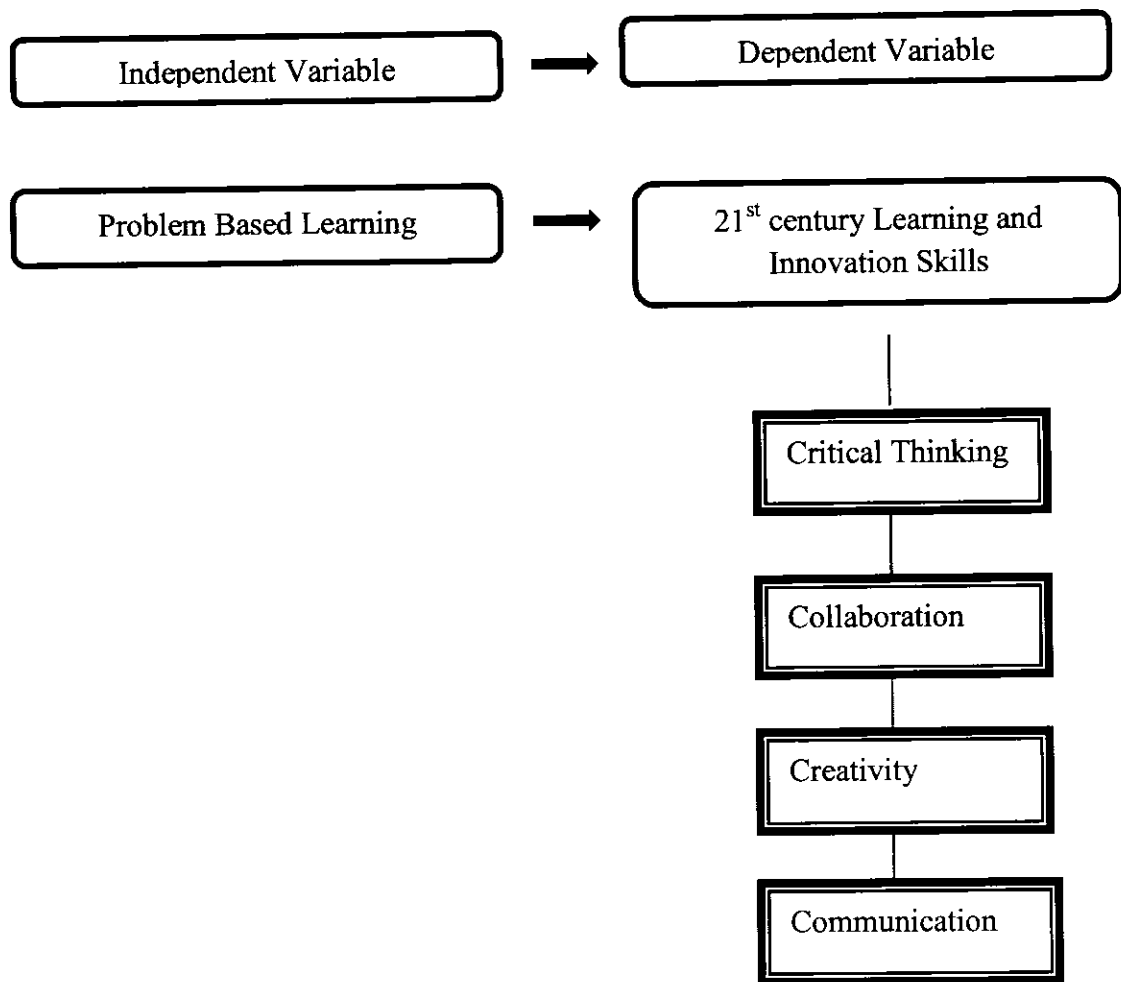 Independent Variable
Dependent Variable
Problem Based Learning
21st century Learning and
Innovation Skills
Critical Thinking
Collaboration
Creativity
Communication